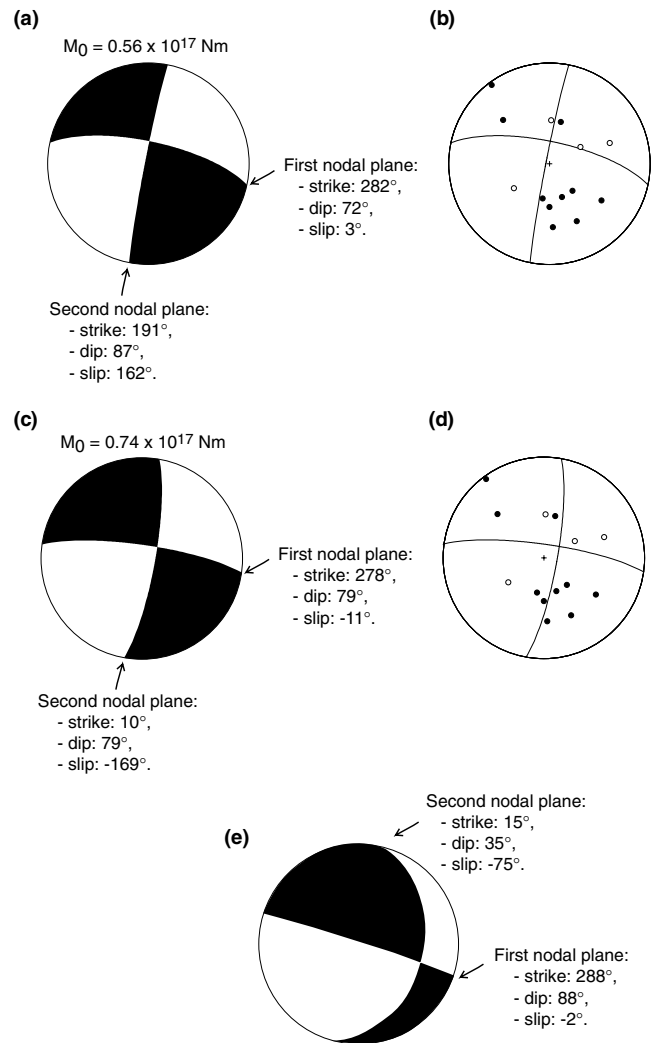 (a)
M0 = 0.56 x 10^17 Nm
First nodal plane:
- strike: 282°,
- dip: 72°,
- slip: 3°.
Second nodal plane:
- strike: 191°,
- dip: 87°,
- slip: 162°.
(b)
(c)
M0 = 0.74 x 10^17 Nm
First nodal plane:
- strike: 278°,
- dip: 79°,
- slip: -11°.
Second nodal plane:
- strike: 10°,
- dip: 79°,
- slip: -169°.
(d)
(e)
Second nodal plane:
- strike: 15°,
- dip: 35°,
- slip: -75°.
First nodal plane:
- strike: 288°,
- dip: 88°,
- slip: -2°.